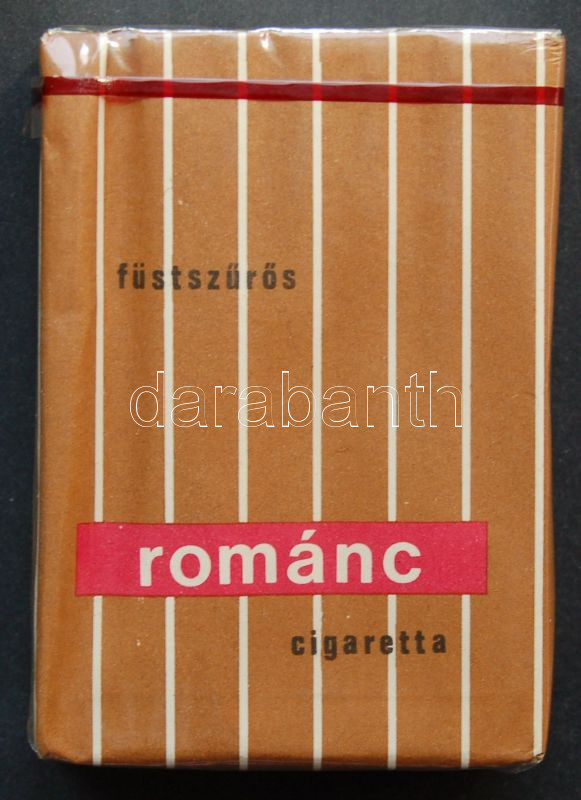 füstszűrős
darabanth
románc
cigaretta